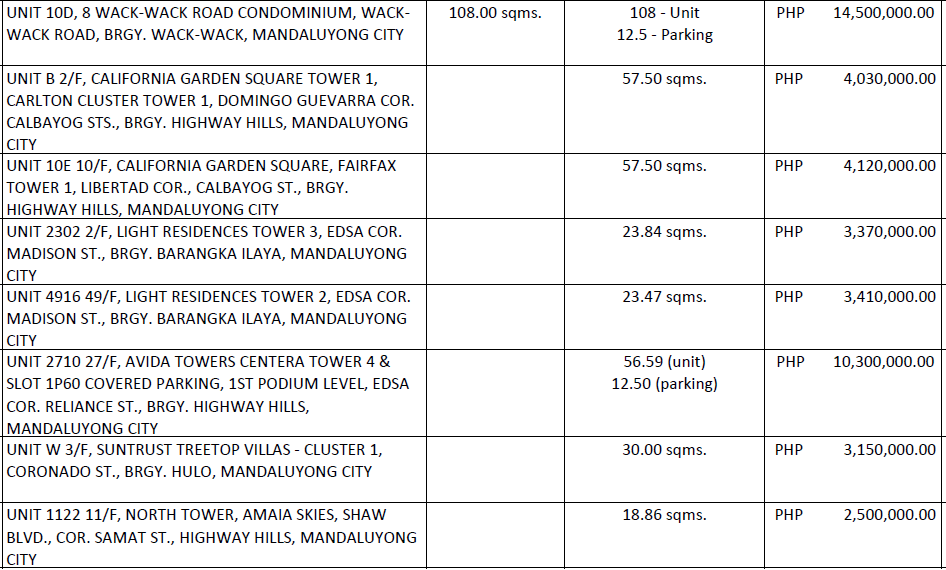 UNIT 10D, 8 WACK-WACK ROAD CONDOMINIUM, WACK-
WACK ROAD, BRGY. WACK-WACK, MANDALUYONG CITY
108.00 sqms.
108 - Unit
12.5 - Parking
PHP 14,500,000.00
UNIT B 2/F, CALIFORNIA GARDEN SQUARE TOWER 1,
CARLTON CLUSTER TOWER 1, DOMINGO GUEVARRA COR.
CALBAYOG STS., BRGY. HIGHWAY HILLS, MANDALUYONG
CITY
57.50 sqms.
PHP 4,030,000.00
UNIT 10E 10/F, CALIFORNIA GARDEN SQUARE, FAIRFAX
TOWER 1, LIBERTAD COR., CALBAYOG ST., BRGY.
HIGHWAY HILLS, MANDALUYONG CITY
57.50 sqms.
PHP 4,120,000.00
UNIT 2302 2/F, LIGHT RESIDENCES TOWER 3, EDSA COR.
MADISON ST., BRGY. BARANGKA ILAYA, MANDALUYONG
CITY
23.84 sqms.
PHP 3,370,000.00
UNIT 4916 49/F, LIGHT RESIDENCES TOWER 2, EDSA COR.
MADISON ST., BRGY. BARANGKA ILAYA, MANDALUYONG
CITY
23.47 sqms.
PHP 3,410,000.00
UNIT 2710 27/F, AVIDA TOWERS CENTERA TOWER 4 &
SLOT 1P60 COVERED PARKING, 1ST PODIUM LEVEL, EDSA
COR. RELIANCE ST., BRGY. HIGHWAY HILLS,
MANDALUYONG CITY
56.59 (unit)
12.50 (parking)
PHP 10,300,000.00
UNIT W 3/F, SUNTRUST TREETOP VILLAS - CLUSTER 1,
CORONADO ST., BRGY. HULO, MANDALUYONG CITY
30.00 sqms.
PHP 3,150,000.00
UNIT 1122 11/F, NORTH TOWER, AMAIA SKIES, SHAW
BLVD., COR. SAMAT ST., HIGHWAY HILLS, MANDALUYONG
CITY
18.86 sqms.
PHP 2,500,000.00